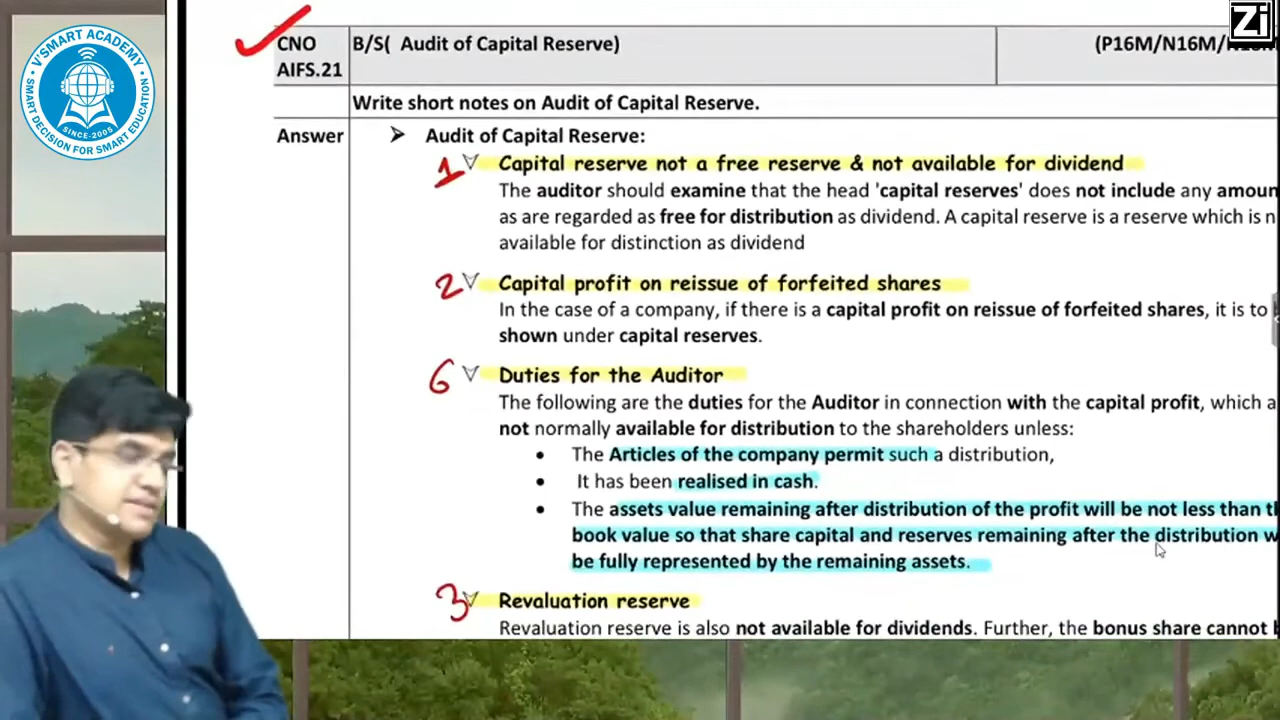 V'SMART ACADEMY
SINCE-2005
SMART DECISION FOR SMART EDUCATION
Zi
CNO
AIFS.21
B/S( Audit of Capital Reserve)
(P16M/N16M/
Write short notes on Audit of Capital Reserve.
Answer
➤ Audit of Capital Reserve:
1 Capital reserve not a free reserve & not available for dividend
The auditor should examine that the head 'capital reserves' does not include any
as are regarded as free for distribution as dividend. A capital reserve is a reserve which is
available for distinction as dividend
2 Capital profit on reissue of forfeited shares
In the case of a company, if there is a capital profit on reissue of forfeited shares, it is to
shown under capital reserves.
6 Duties for the Auditor
The following are the duties for the Auditor in connection with the capital profit, which
not normally available for distribution to the shareholders unless:
• The Articles of the company permit such a distribution,
• It has been realised in cash.
• The assets value remaining after distribution of the profit will be not less than
book value so that share capital and reserves remaining after the distribution
be fully represented by the remaining assets.
3 Revaluation reserve
Revaluation reserve is also not available for dividends. Further, the bonus share cannot